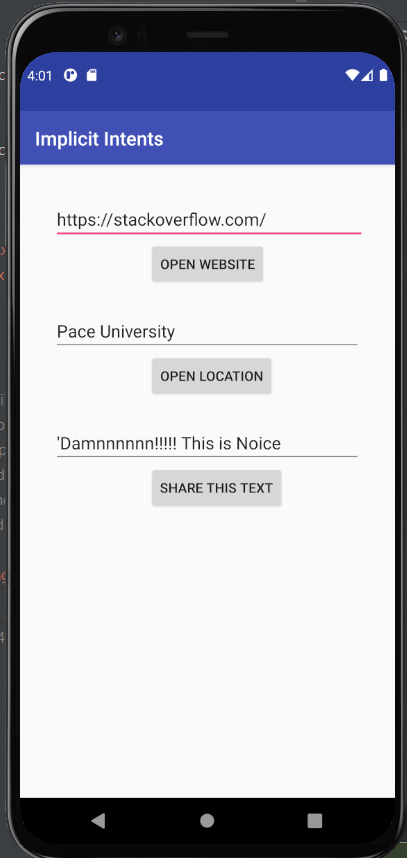 4:01
Implicit Intents
https://stackoverflow.com/
OPEN WEBSITE
Pace University
OPEN LOCATION
'Damnnnnnn!!!!! This is Noice
SHARE THIS TEXT